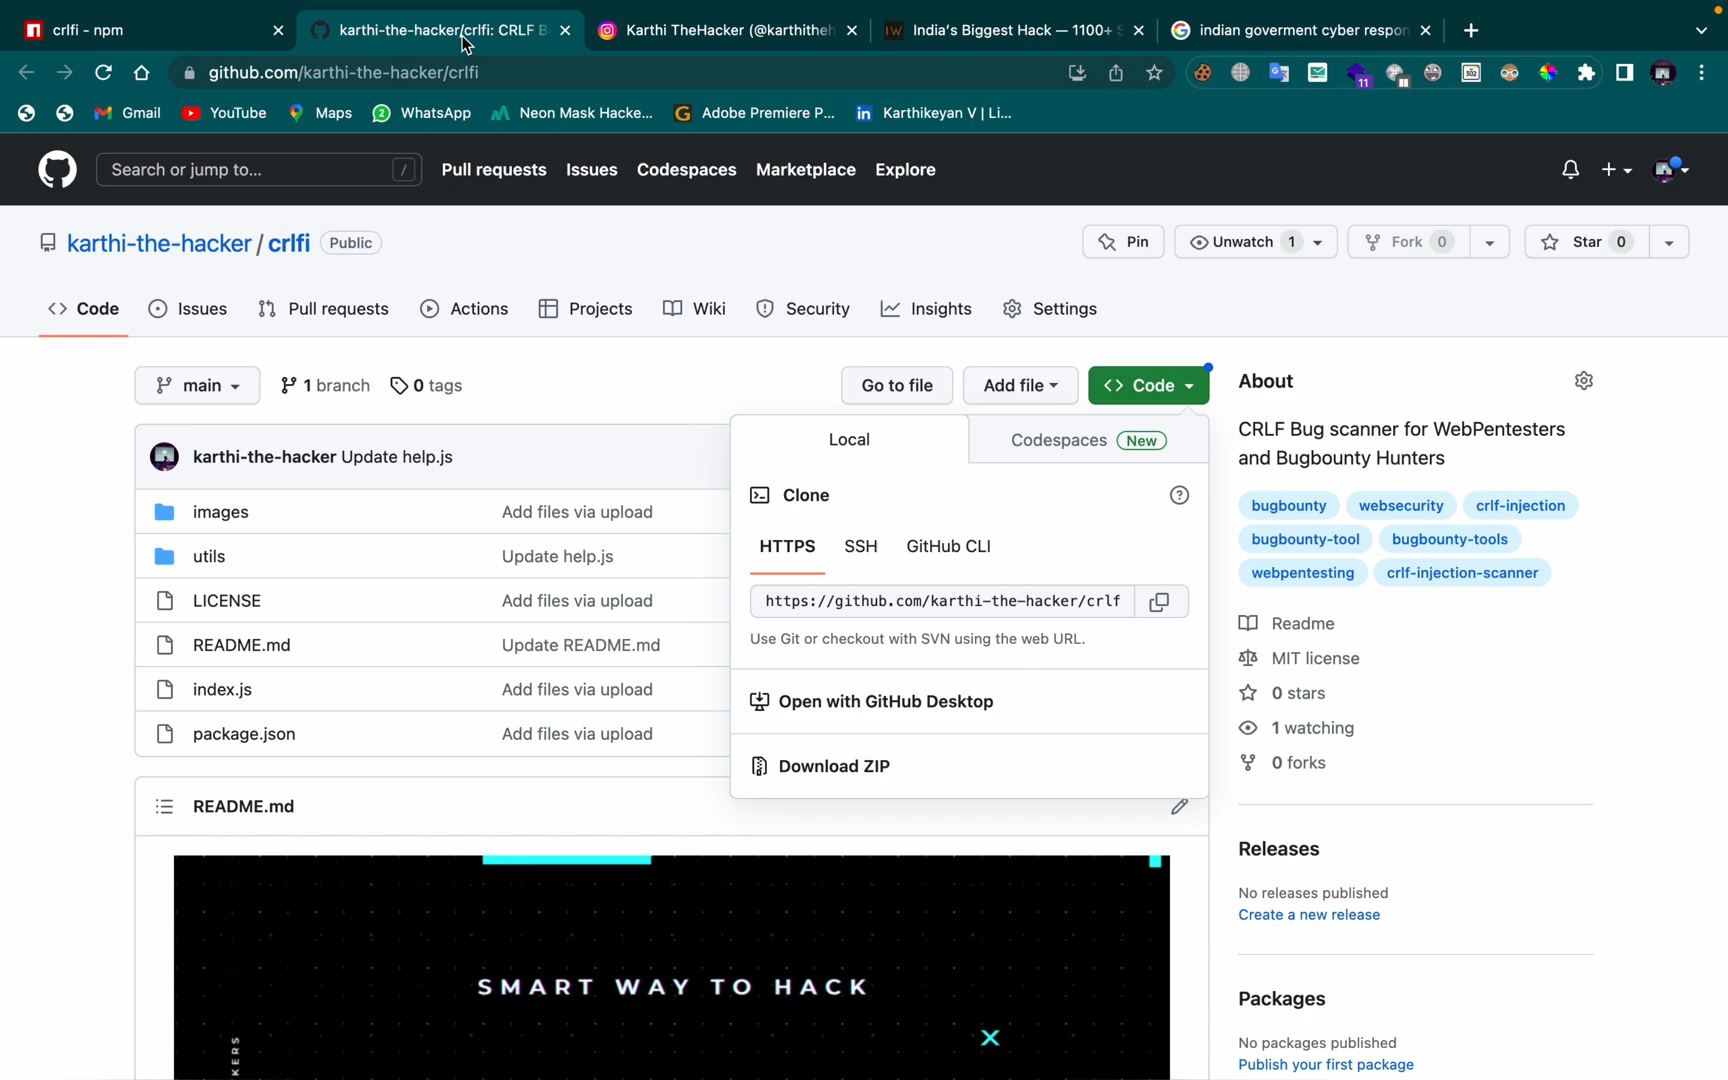 crlfi - npm
karthi-the-hacker/crlfi: CRLF B
Karthi TheHacker (@karthitheh
India's Biggest Hack — 1100+ S
indian goverment cyber respon
github.com/karthi-the-hacker/crlfi
11
302
Gmail
YouTube
Maps
2
WhatsApp
Neon Mask Hacke...
Adobe Premiere P...
Karthikeyan V | Li...
Search or jump to... /
Pull requests
Issues
Codespaces
Marketplace
Explore
karthi-the-hacker / crlfi
Public
Pin
Unwatch 1
Fork 0
Star 0
Code
Issues
Pull requests
Actions
Projects
Wiki
Security
Insights
Settings
main
1 branch
0 tags
Go to file
Add file
Code
karthi-the-hacker Update help.js
images Add files via upload
utils Update help.js
LICENSE Add files via upload
README.md Update README.md
index.js Add files via upload
package.json Add files via upload
Local
Codespaces New
Clone
HTTPS
SSH
GitHub CLI
https://github.com/karthi-the-hacker/crlf
Use Git or checkout with SVN using the web URL.
Open with GitHub Desktop
Download ZIP
README.md
SMART WAY TO HACK
KERS
About
CRLF Bug scanner for WebPentesters
and Bugbounty Hunters
bugbounty websecurity crlf-injection
bugbounty-tool bugbounty-tools
webpentesting crlf-injection-scanner
Readme
MIT license
0 stars
1 watching
0 forks
Releases
No releases published
Create a new release
Packages
No packages published
Publish your first package